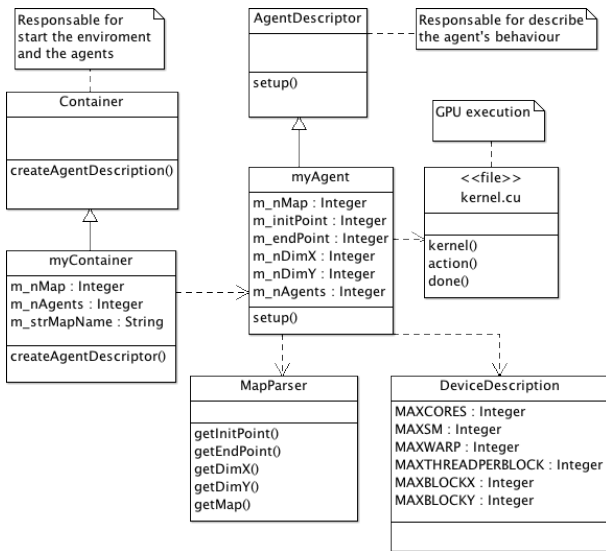 Responsable for
start the enviroment
and the agents
Container
createAgentDescription()
myContainer
m_nMap : Integer
m_nAgents : Integer
m_strMapName : String
createAgentDescriptor()
AgentDescriptor
setup()
Responsable for describe
the agent's behaviour
myAgent
m_nMap : Integer
m_initPoint : Integer
m_endPoint : Integer
m_nDimX : Integer
m_nDimY : Integer
m_nAgents : Integer
setup()
GPU execution
<<file>>
kernel.cu
kernel()
action()
done()
MapParser
getInitPoint()
getEndPoint()
getDimX()
getDimY()
getMap()
DeviceDescription
MAXCORES : Integer
MAXSM : Integer
MAXWARP : Integer
MAXTHREADPERBLOCK : Integer
MAXBLOCKX : Integer
MAXBLOCKY : Integer